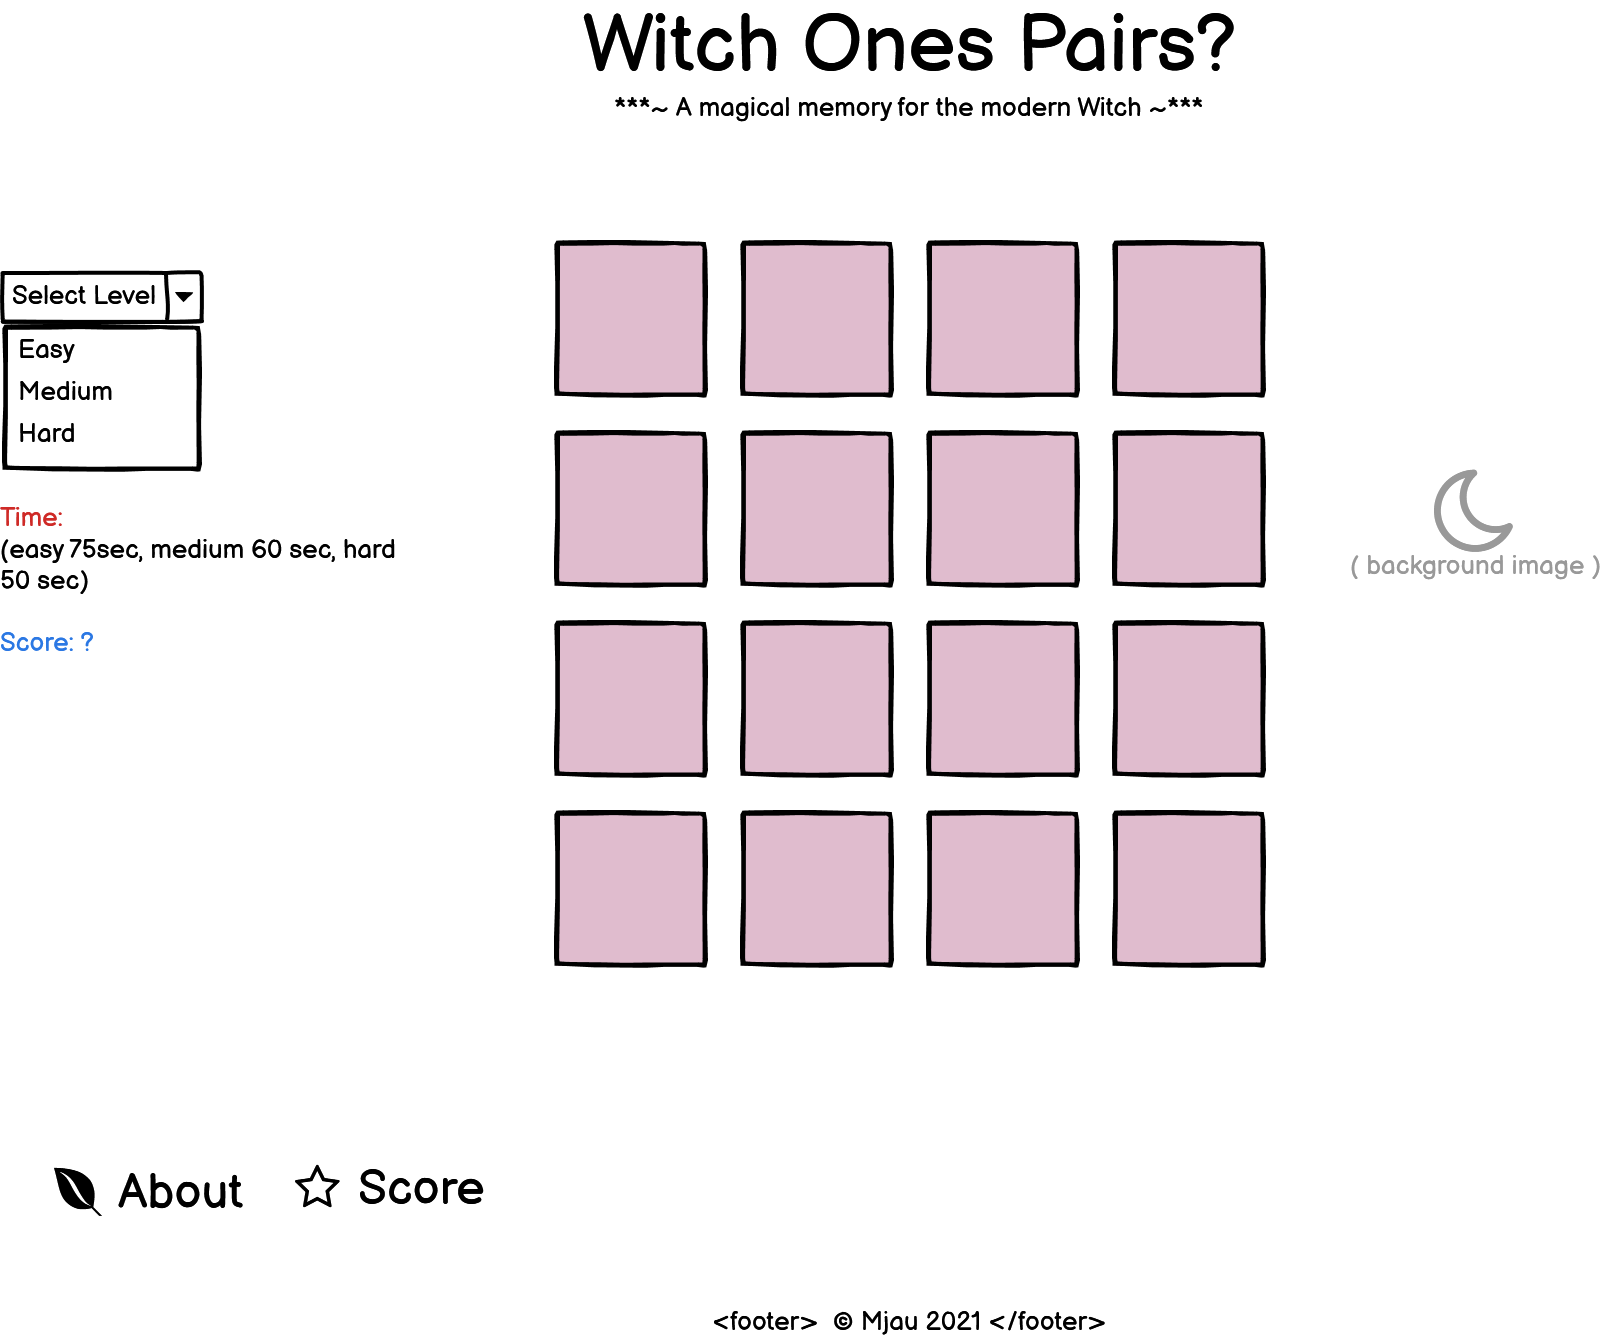 Witch Ones Pairs?
***~ A magical memory for the modern Witch ~***
Select Level
Easy
Medium
Hard
Time:
(easy 75sec, medium 60 sec, hard
50 sec)
Score: ?
( background image )
About
Score
<footer> © Mjau 2021 </footer>